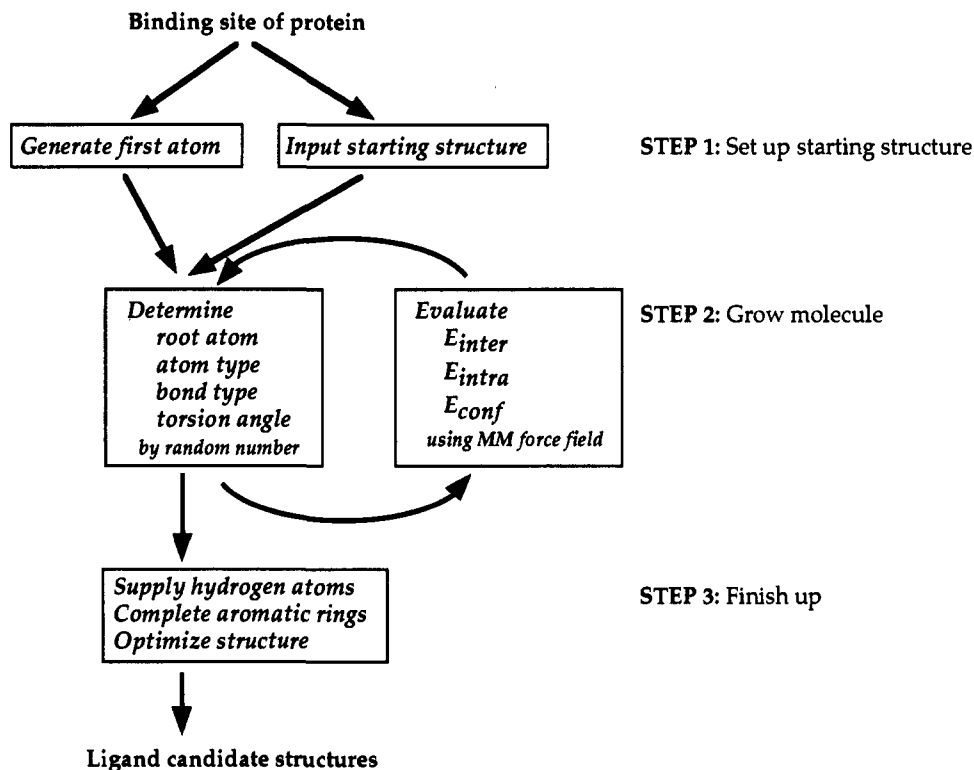 Binding site of protein
Generate first atom
Input starting structure
STEP 1: Set up starting structure
Determine
root atom
atom type
bond type
torsion angle
by random number
Evaluate
Einter
Eintra
Econf
using MM force field
STEP 2: Grow molecule
Supply hydrogen atoms
Complete aromatic rings
Optimize structure
STEP 3: Finish up
Ligand candidate structures